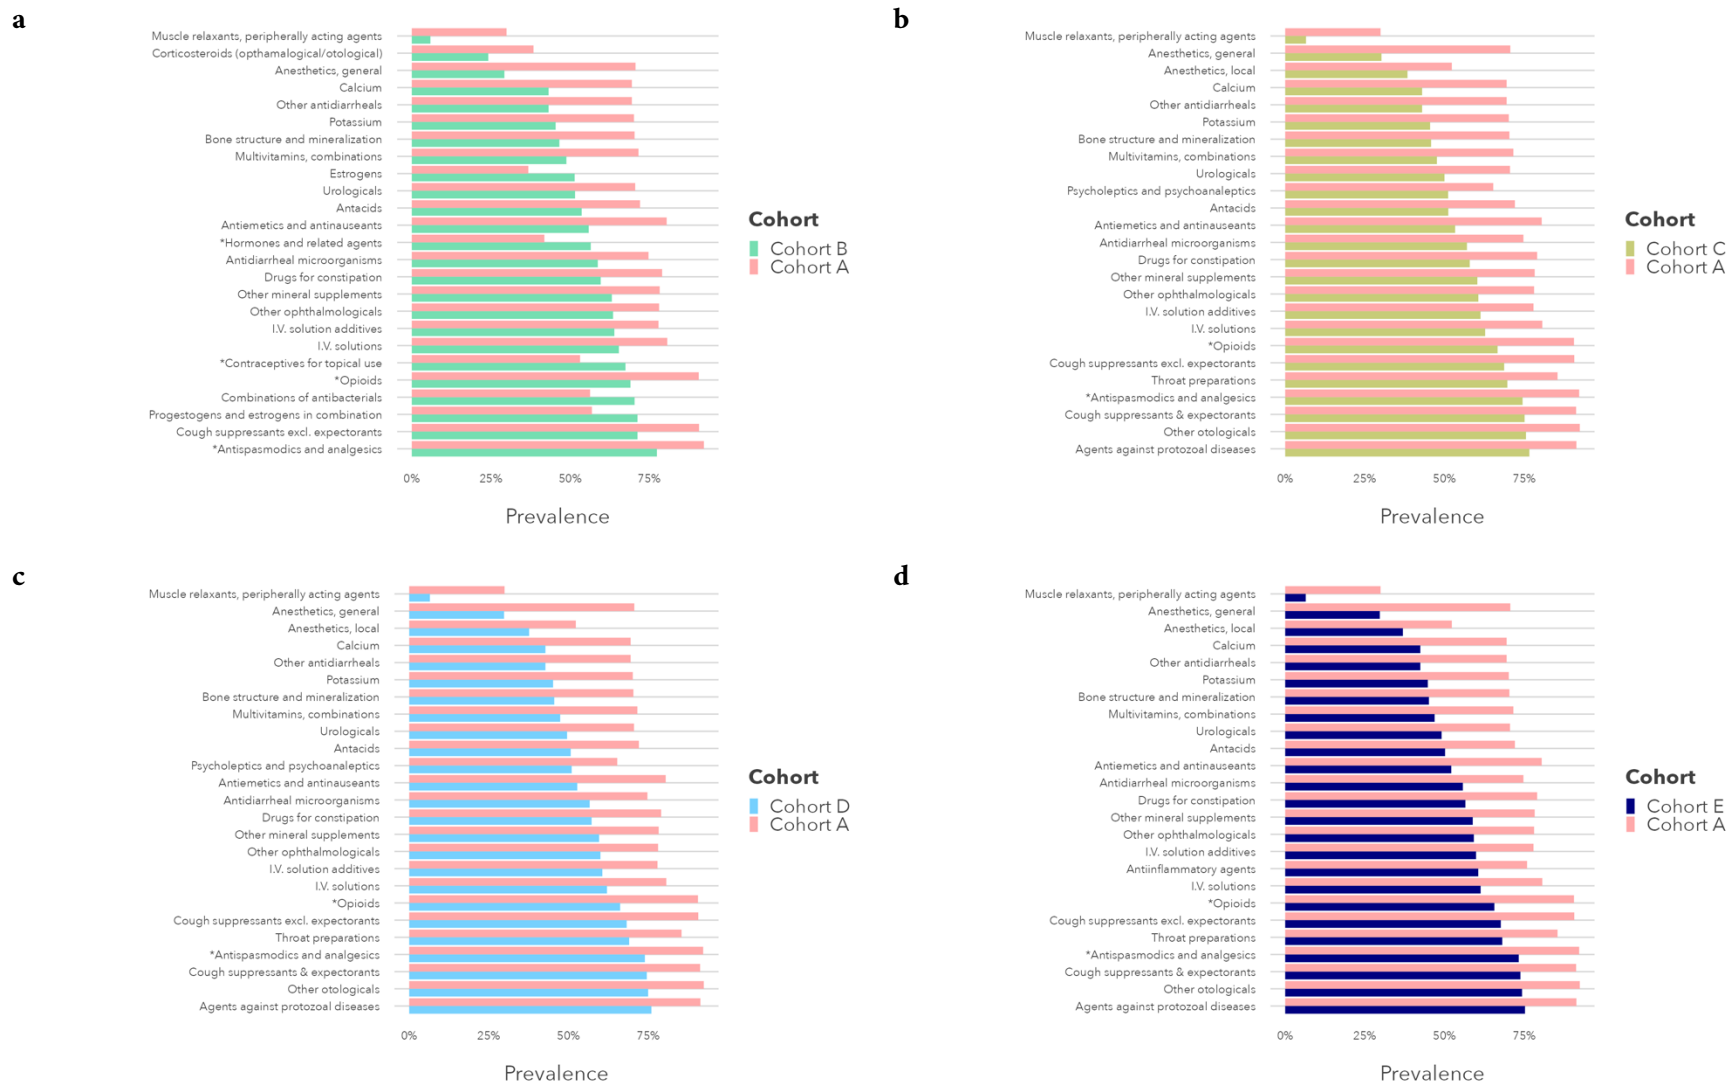 a
Muscle relaxants, peripherally acting agents
Corticosteroids (opthamalogical/otological)
Anesthetics, general
Calcium
Other antidiarrheals
Potassium
Bone structure and mineralization
Multivitamins, combinations
Estrogens
Urologicals
Antacids
Antiemetics and antinauseants
*Hormones and related agents
Antidiarrheal microorganisms
Drugs for constipation
Other mineral supplements
Other ophthalmologicals
I.V. solution additives
I.V. solutions
*Contraceptives for topical use
*Opioids
Combinations of antibacterials
Progestogens and estrogens in combination
Cough suppressants excl. expectorants
*Antispasmodics and analgesics
0% 25% 50% 75%
Prevalence
Cohort
Cohort B
Cohort A
b
Muscle relaxants, peripherally acting agents
Anesthetics, general
Anesthetics, local
Calcium
Other antidiarrheals
Potassium
Bone structure and mineralization
Multivitamins, combinations
Urologicals
Psycholeptics and psychoanaleptics
Antacids
Antiemetics and antinauseants
Antidiarrheal microorganisms
Drugs for constipation
Other mineral supplements
Other ophthalmologicals
I.V. solution additives
I.V. solutions
*Opioids
Cough suppressants excl. expectorants
Throat preparations
*Antispasmodics and analgesics
Cough suppressants & expectorants
Other otologicals
Agents against protozoal diseases
0% 25% 50% 75%
Prevalence
Cohort
Cohort C
Cohort A
c
Muscle relaxants, peripherally acting agents
Anesthetics, general
Anesthetics, local
Calcium
Other antidiarrheals
Potassium
Bone structure and mineralization
Multivitamins, combinations
Urologicals
Antacids
Psycholeptics and psychoanaleptics
Antiemetics and antinauseants
Antidiarrheal microorganisms
Drugs for constipation
Other mineral supplements
Other ophthalmologicals
I.V. solution additives
I.V. solutions
*Opioids
Cough suppressants excl. expectorants
Throat preparations
*Antispasmodics and analgesics
Cough suppressants & expectorants
Other otologicals
Agents against protozoal diseases
0% 25% 50% 75%
Prevalence
Cohort
Cohort D
Cohort A
d
Muscle relaxants, peripherally acting agents
Anesthetics, general
Anesthetics, local
Calcium
Other antidiarrheals
Potassium
Bone structure and mineralization
Multivitamins, combinations
Urologicals
Antacids
Antiemetics and antinauseants
Antidiarrheal microorganisms
Drugs for constipation
Other mineral supplements
Other ophthalmologicals
I.V. solution additives
Antiinflammatory agents
I.V. solutions
*Opioids
Cough suppressants excl. expectorants
Throat preparations
*Antispasmodics and analgesics
Cough suppressants & expectorants
Other otologicals
Agents against protozoal diseases
0% 25% 50% 75%
Prevalence
Cohort
Cohort E
Cohort A